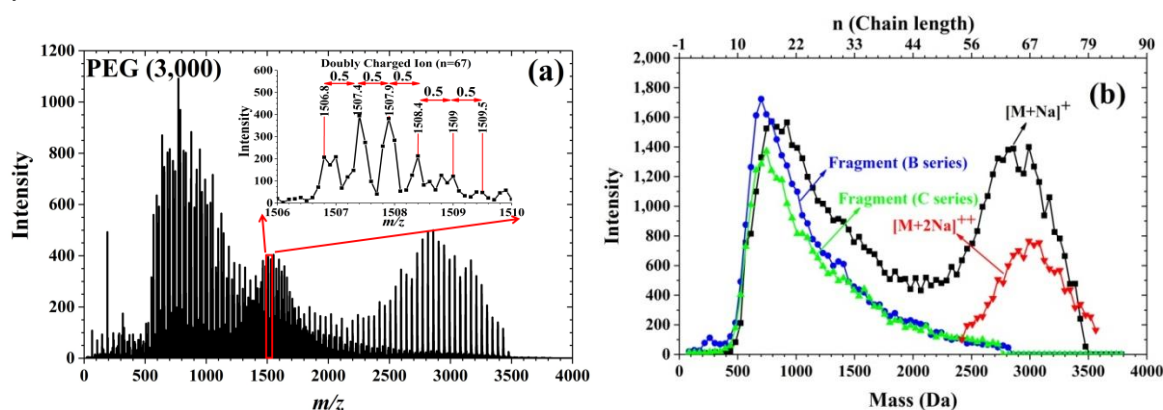 PEG (3,000)
(a)
Doubly Charged Ion (n=67)
0.5 0.5 0.5 0.5 0.5
1506.8 1507.4 1507.9 1508.4 1509 1509.5
Intensity
600
500
400
300
200
100
0
1506 1507 1508 1509 1510
m/z
Intensity
1200
1000
800
600
400
200
0
0 500 1000 1500 2000 2500 3000 3500 4000
m/z
n (Chain length)
-1 10 22 33 44 56 67 79 90
(b)
[M+Na]+
Fragment (B series)
Fragment (C series)
[M+2Na]++
Intensity
2,000
1,800
1,600
1,400
1,200
1,000
800
600
400
200
0
0 500 1000 1500 2000 2500 3000 3500 4000
Mass (Da)